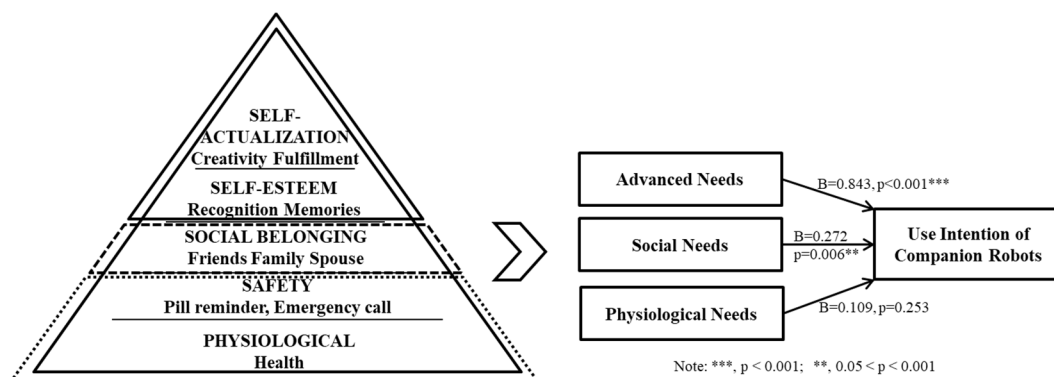 SELF-
ACTUALIZATION
Creativity Fulfillment
SELF-ESTEEM
Recognition Memories
SOCIAL BELONGING
Friends Family Spouse
SAFETY
Pill reminder, Emergency call
PHYSIOLOGICAL
Health
Advanced Needs
B=0.843, p<0.001***
Social Needs
B=0.272
p=0.006**
Use Intention of
Companion Robots
Physiological Needs
B=0.109, p=0.253
Note: ***, p < 0.001; **, 0.05 < p < 0.001